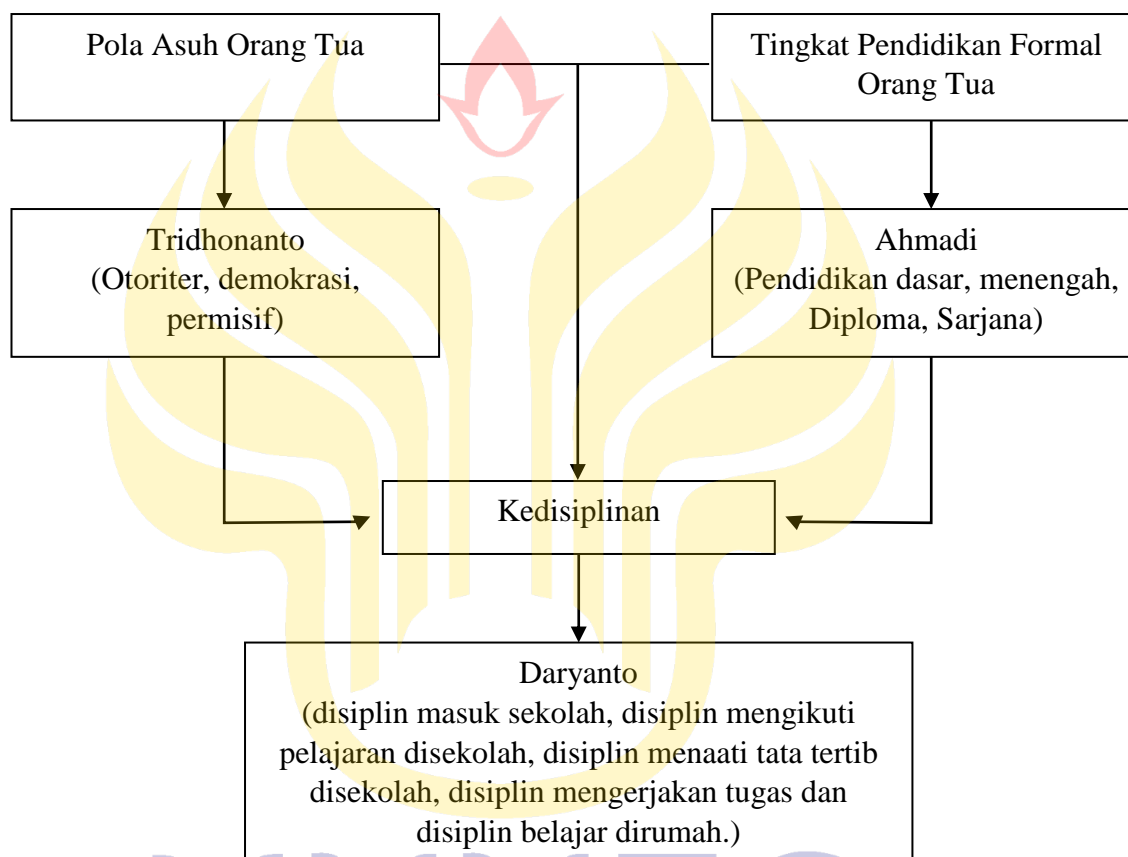 Pola Asuh Orang Tua
Tingkat Pendidikan Formal
Orang Tua
Tridhonanto
(Otoriter, demokrasi,
permisif)
Ahmadi
(Pendidikan dasar, menengah,
Diploma, Sarjana)
Kedisiplinan
Daryanto
(disiplin masuk sekolah, disiplin mengikuti
pelajaran disekolah, disiplin menaati tata tertib
disekolah, disiplin mengerjakan tugas dan
disiplin belajar dirumah.)